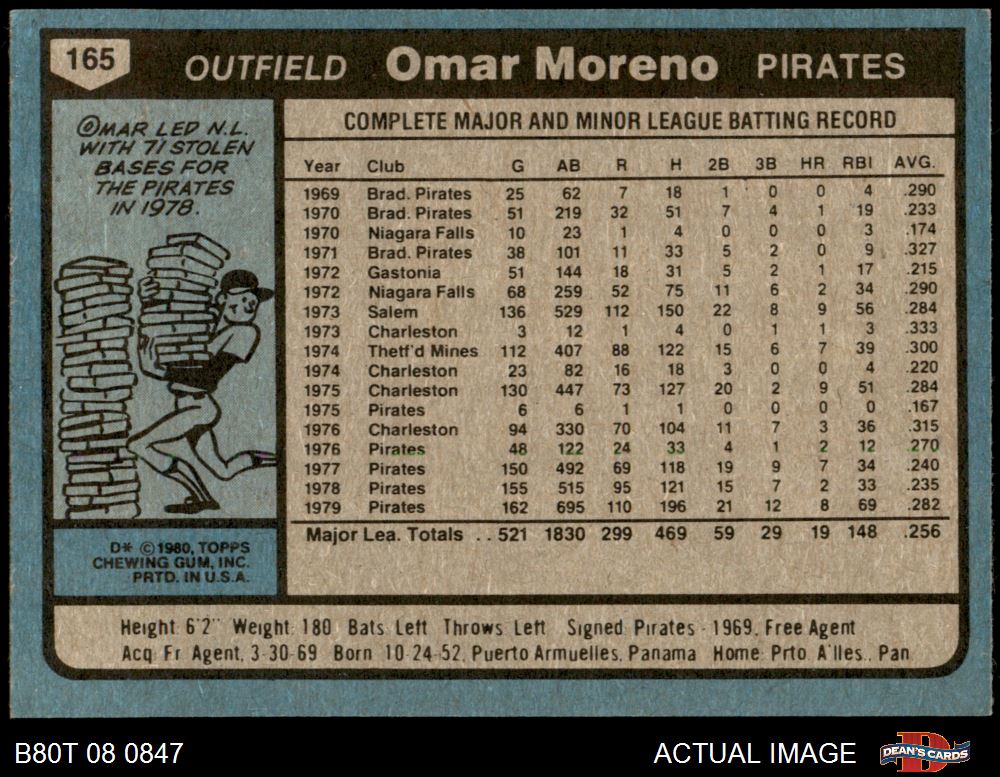 165 OUTFIELD Omar Moreno PIRATES
OMAR LED N.L.
WITH 71 STOLEN
BASES FOR
THE PIRATES
IN 1978.
COMPLETE MAJOR AND MINOR LEAGUE BATTING RECORD
Year Club G AB R H 2B 3B HR RBI AVG.
1969 Brad. Pirates 25 62 7 18 1 0 0 4 .290
1970 Brad. Pirates 51 219 32 51 7 4 1 19 .233
1970 Niagara Falls 10 23 1 4 0 0 0 3 .174
1971 Brad. Pirates 38 101 11 33 5 2 0 9 .327
1972 Gastonia 51 144 18 31 5 2 1 17 .215
1972 Niagara Falls 68 259 52 75 11 6 2 34 .290
1973 Salem 136 529 112 150 22 8 9 56 .284
1973 Charleston 3 12 1 4 0 1 1 3 .333
1974 Thetf'd Mines 112 407 88 122 15 6 7 39 .300
1974 Charleston 23 82 16 18 3 0 0 4 .220
1975 Charleston 130 447 73 127 20 2 9 51 .284
1975 Pirates 6 6 1 1 0 0 0 0 .167
1976 Charleston 94 330 70 104 11 7 3 36 .315
1976 Pirates 48 122 24 33 4 1 2 12 .270
1977 Pirates 150 492 69 118 19 9 7 34 .240
1978 Pirates 155 515 95 121 15 7 2 33 .235
1979 Pirates 162 695 110 196 21 12 8 69 .282
Major Lea. Totals . . 521 1830 299 469 59 29 19 148 .256
D* © 1980, TOPPS
CHEWING GUM, INC.
PRTD. IN U.S.A.
Height 6'2" Weight 180 Bats Left Throws Left Signed Pirates - 1969, Free Agent
Acq Fr Agent, 3-30-69 Born 10-24-52, Puerto Armuelles, Panama Home Prto A'lles., Pan
B80T 08 0847 ACTUAL IMAGE DEAN'S CARDS